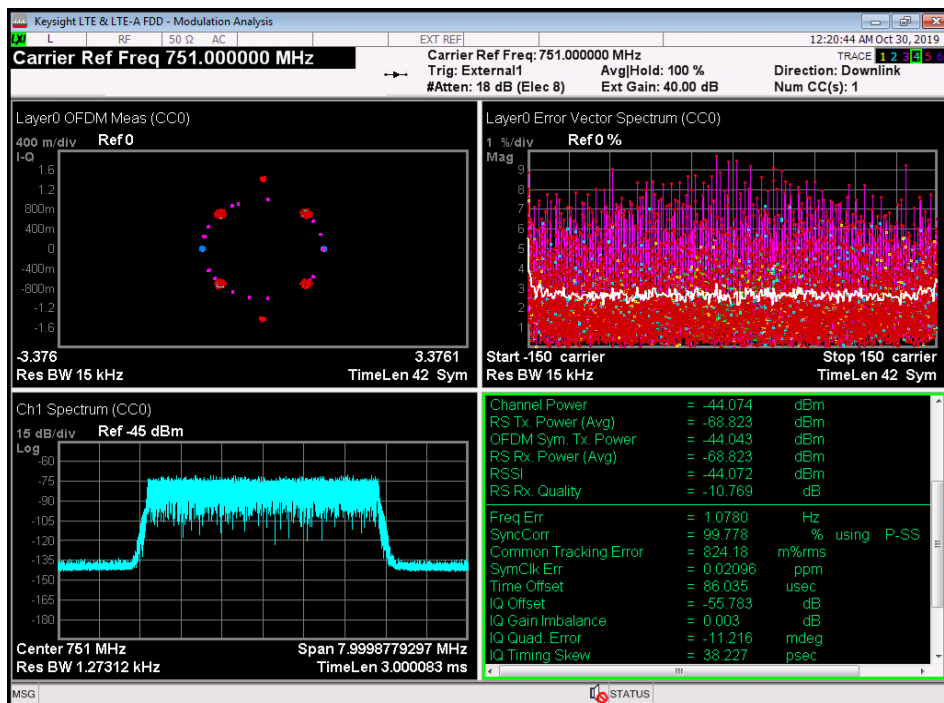 Keysight LTE & LTE-A FDD - Modulation Analysis
LXI L RF 50 Ω AC EXT REF 12:20:44 AM Oct 30, 2019
Carrier Ref Freq 751.000000 MHz
Carrier Ref Freq: 751.000000 MHz
TRACE 1 2 3 4 5 6
Trig: External1 Avg|Hold: 100 % Direction: Downlink
#Atten: 18 dB (Elec 8) Ext Gain: 40.00 dB Num CC(s): 1
Layer0 OFDM Meas (CC0)
400 m/div Ref 0
I-Q
1.6
1.2
800m
400m
0
-400m
-800m
-1.2
-1.6
-3.376 3.3761
Res BW 15 kHz TimeLen 42 Sym
Layer0 Error Vector Spectrum (CC0)
1 %/div Ref 0 %
Mag
9
8
7
6
5
4
3
2
1
Start -150 carrier Stop 150 carrier
Res BW 15 kHz TimeLen 42 Sym
Ch1 Spectrum (CC0)
15 dB/div Ref -45 dBm
Log
-60
-75
-90
-105
-120
-135
-150
-165
-180
Center 751 MHz Span 7.9998779297 MHz
Res BW 1.27312 kHz TimeLen 3.000083 ms
Channel Power = -44.074 dBm
RS Tx. Power (Avg) = -68.823 dBm
OFDM Sym. Tx. Power = -44.043 dBm
RS Rx. Power (Avg) = -68.823 dBm
RSSI = -44.072 dBm
RS Rx. Quality = -10.769 dB
Freq Err = 1.0780 Hz
SyncCorr = 99.778 % using P-SS
Common Tracking Error = 824.18 m%rms
SymClk Err = 0.02096 ppm
Time Offset = 86.035 usec
IQ Offset = -55.783 dB
IQ Gain Imbalance = 0.003 dB
IQ Quad. Error = -11.216 mdeg
IQ Timing Skew = 38.227 psec
MSG STATUS